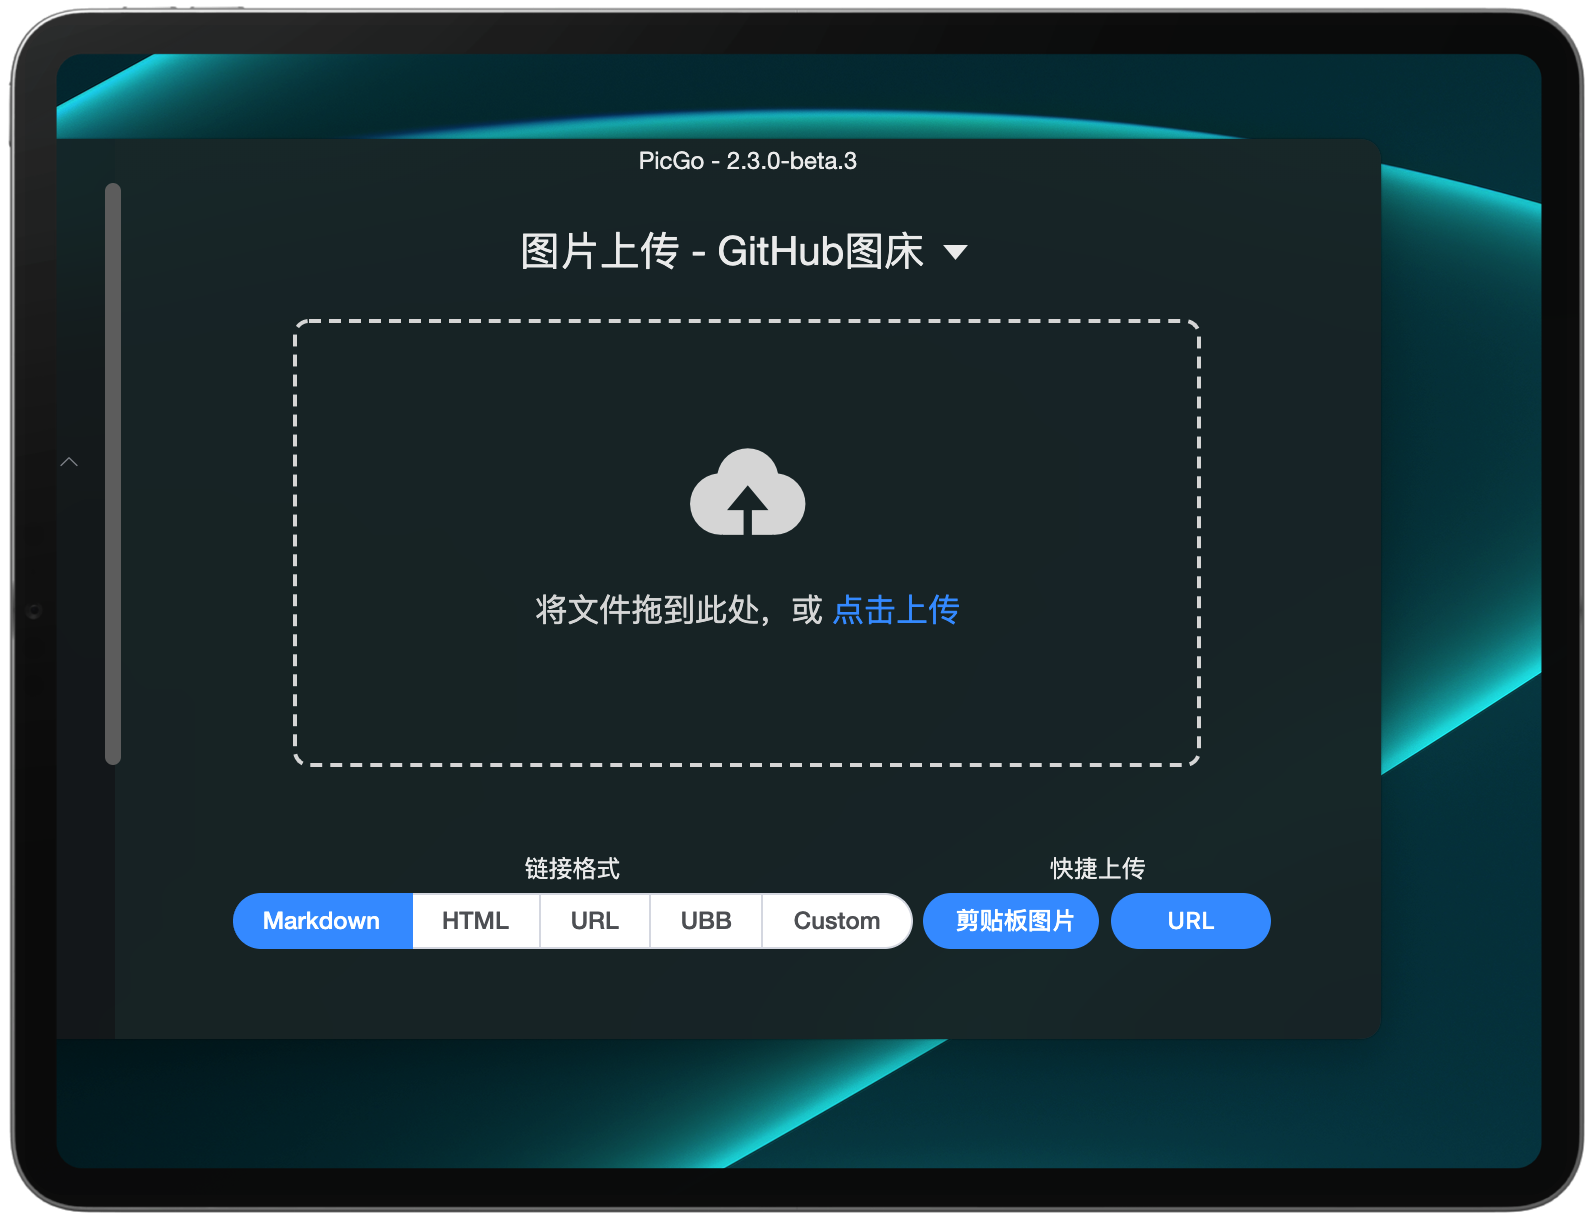 PicGo - 2.3.0-beta.3
图片上传 - GitHub图床
将文件拖到此处，或 点击上传
链接格式
快捷上传
Markdown HTML URL UBB Custom 剪贴板图片 URL